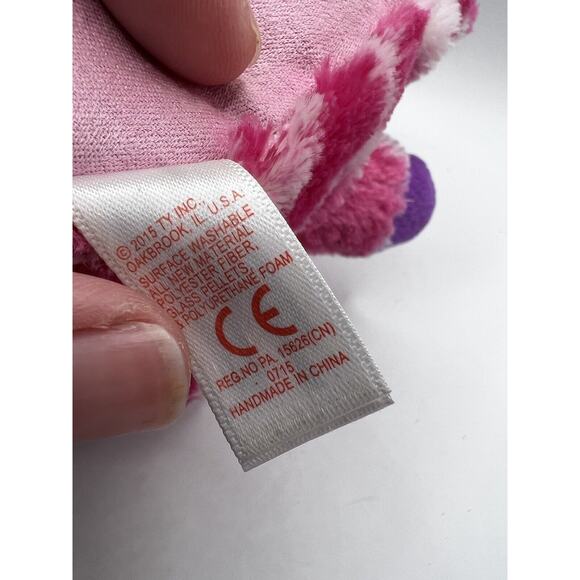 © 2015 TY INC.,
OAKBROOK, IL, U.S.A.
SURFACE WASHABLE
ALL NEW MATERIAL
POLYESTER FIBER,
GLASS PELLETS,
POLYURETHANE FOAM
CE
REG.NO PA. 15626(CN)
0715
HANDMADE IN CHINA